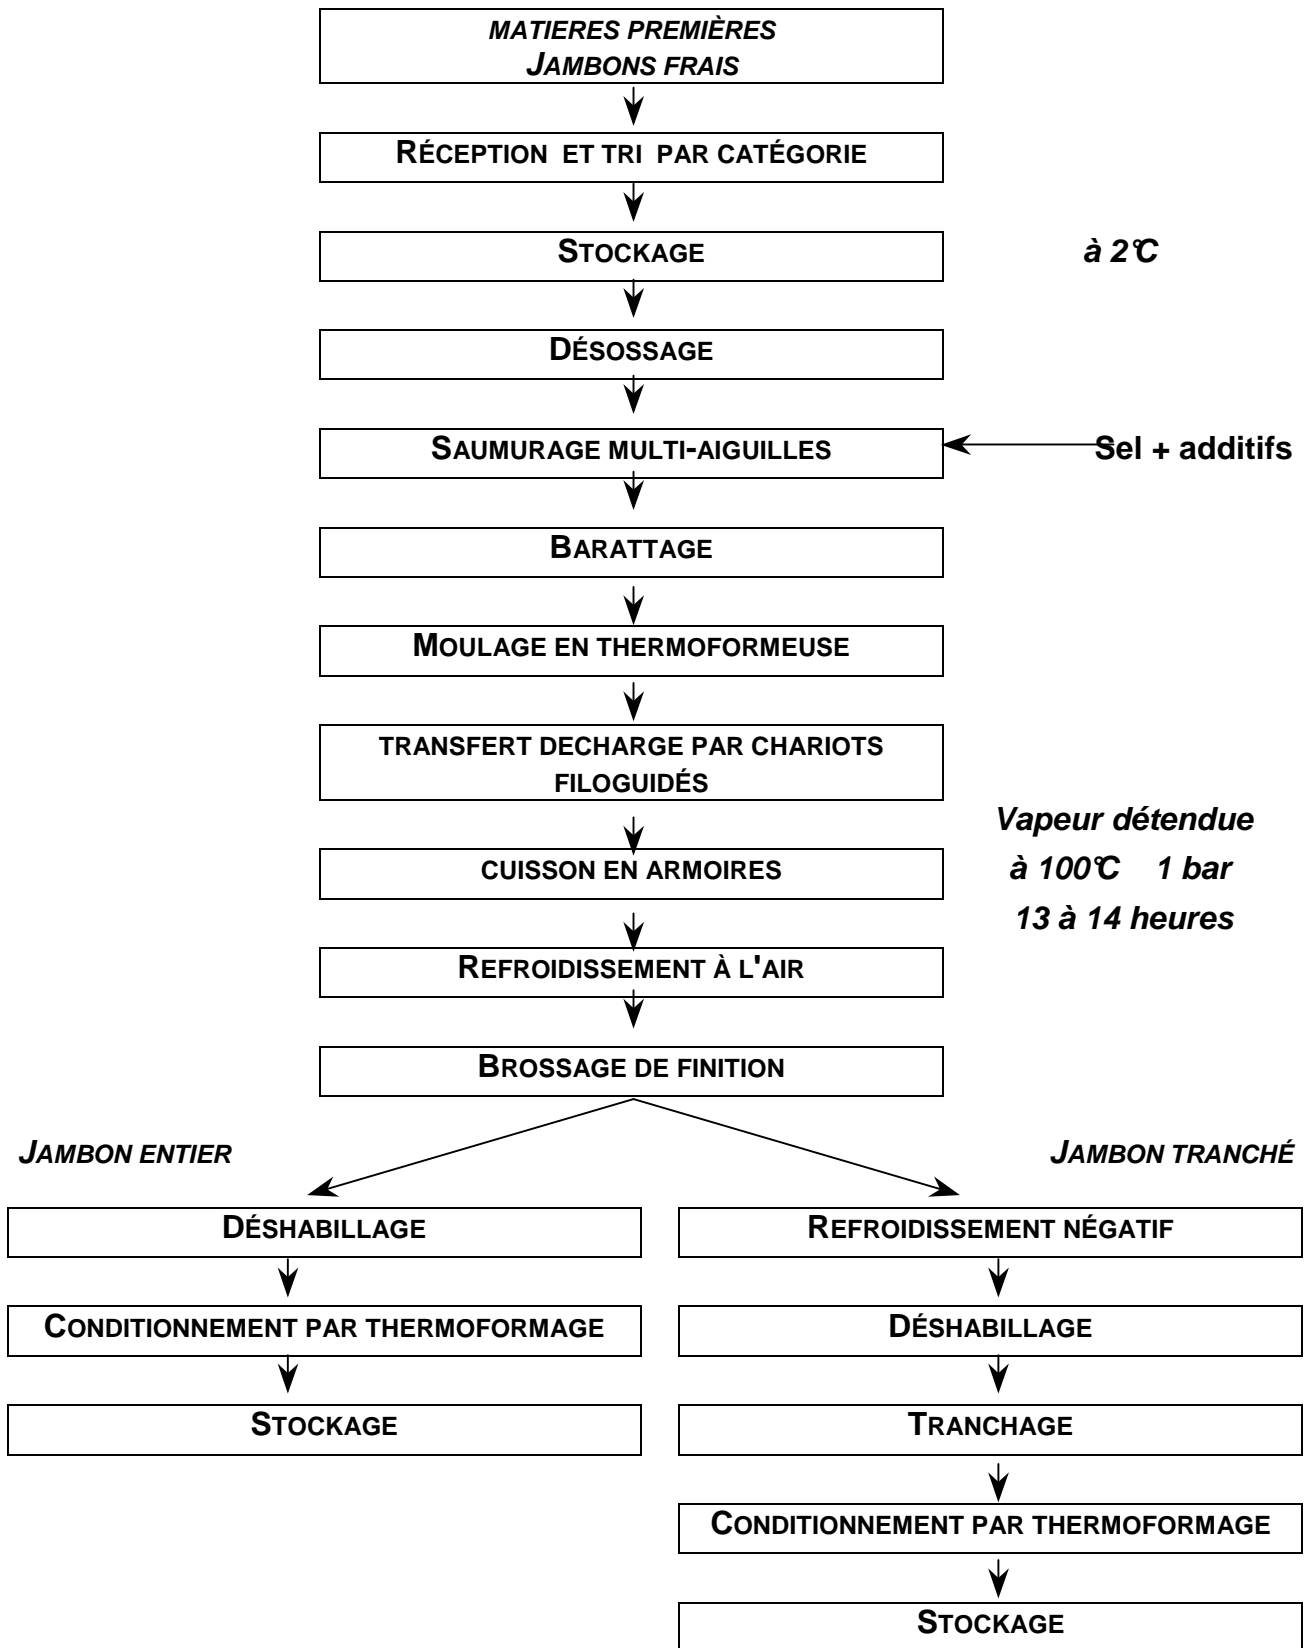 MATIERES PREMIÈRES
JAMBONS FRAIS
RÉCEPTION ET TRI PAR CATÉGORIE
STOCKAGE
à 2°C
DÉSOSSAGE
SAUMURAGE MULTI-AIGUILLES
Sel + additifs
BARATTAGE
MOULAGE EN THERMOFORMEUSE
TRANSFERT DECHARGE PAR CHARIOTS
FILOGUIDÉS
Vapeur détendue
à 100°C 1 bar
13 à 14 heures
CUISSON EN ARMOIRES
REFROIDISSEMENT À L'AIR
BROSSAGE DE FINITION
JAMBON ENTIER
JAMBON TRANCHÉ
DÉSHABILLAGE
REFROIDISSEMENT NÉGATIF
CONDITIONNEMENT PAR THERMOFORMAGE
DÉSHABILLAGE
STOCKAGE
TRANCHAGE
CONDITIONNEMENT PAR THERMOFORMAGE
STOCKAGE